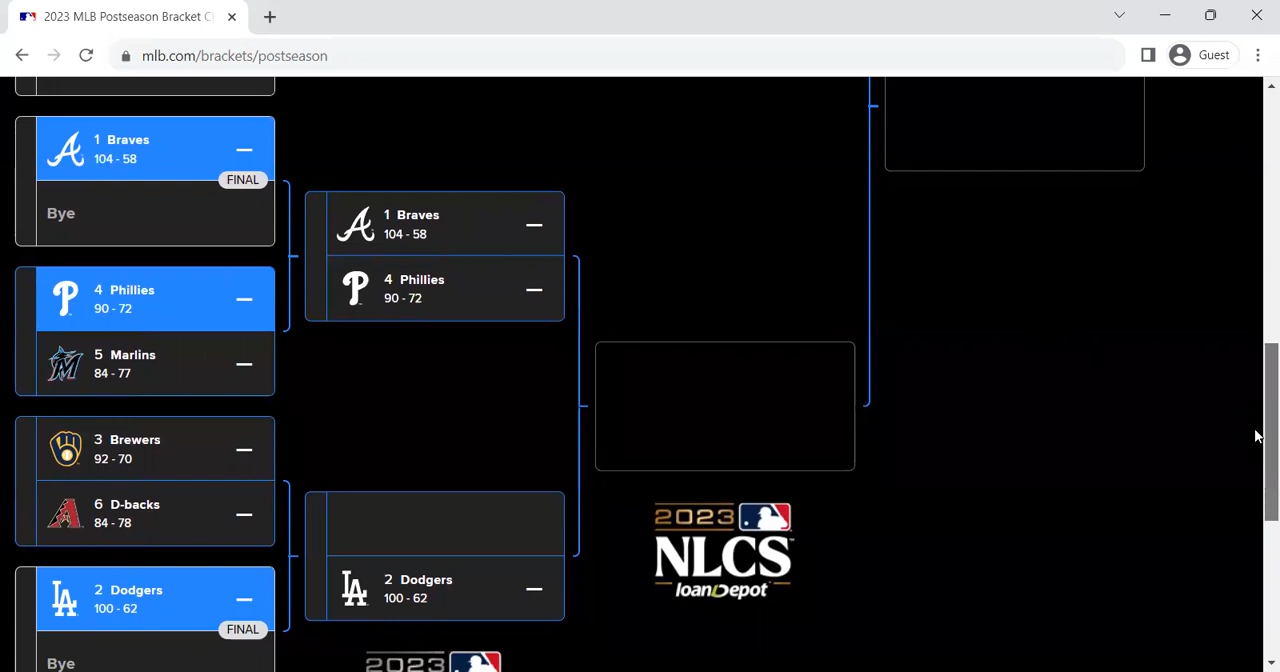 2023 MLB Postseason Bracket C
mlb.com/brackets/postseason
Guest
1 Braves
104 - 58
FINAL
Bye
4 Phillies
90 - 72
5 Marlins
84 - 77
3 Brewers
92 - 70
6 D-backs
84 - 78
2 Dodgers
100 - 62
FINAL
Bye
1 Braves
104 - 58
4 Phillies
90 - 72
2 Dodgers
100 - 62
2023
2023
NLCS
loanDepot